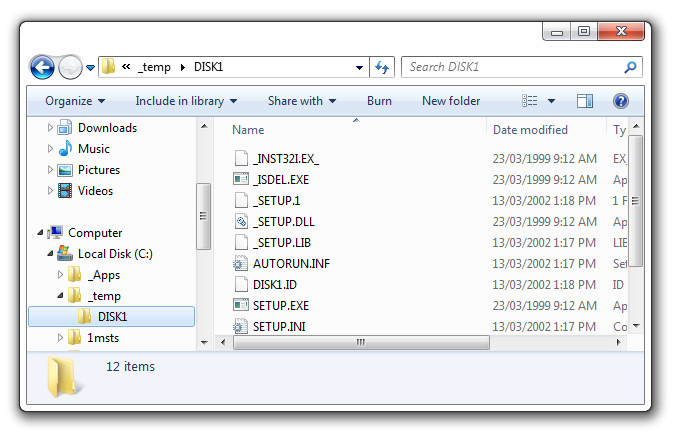 « _temp ▸ DISK1
Search DISK1
Organize ▾ Include in library ▾ Share with ▾ Burn New folder
Downloads
Music
Pictures
Videos
Computer
Local Disk (C:)
_Apps
_temp
DISK1
1msts
Name Date modified Ty
_INST32I.EX_ 23/03/1999 9:12 AM EX_
_ISDEL.EXE 23/03/1999 9:12 AM Ap
_SETUP.1 13/03/2002 1:18 PM 1 F
_SETUP.DLL 23/03/1999 9:12 AM Ap
_SETUP.LIB 13/03/2002 1:17 PM LIE
AUTORUN.INF 13/03/2002 1:17 PM Set
DISK1.ID 13/03/2002 1:18 PM ID
SETUP.EXE 23/03/1999 9:12 AM Ap
SETUP.INI 13/03/2002 1:17 PM Co
12 items